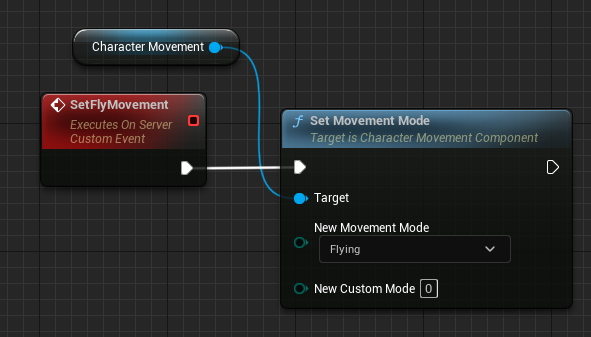 Character Movement
SetFlyMovement
Executes On Server
Custom Event
f Set Movement Mode
Target is Character Movement Component
Target
New Movement Mode
Flying
New Custom Mode 0